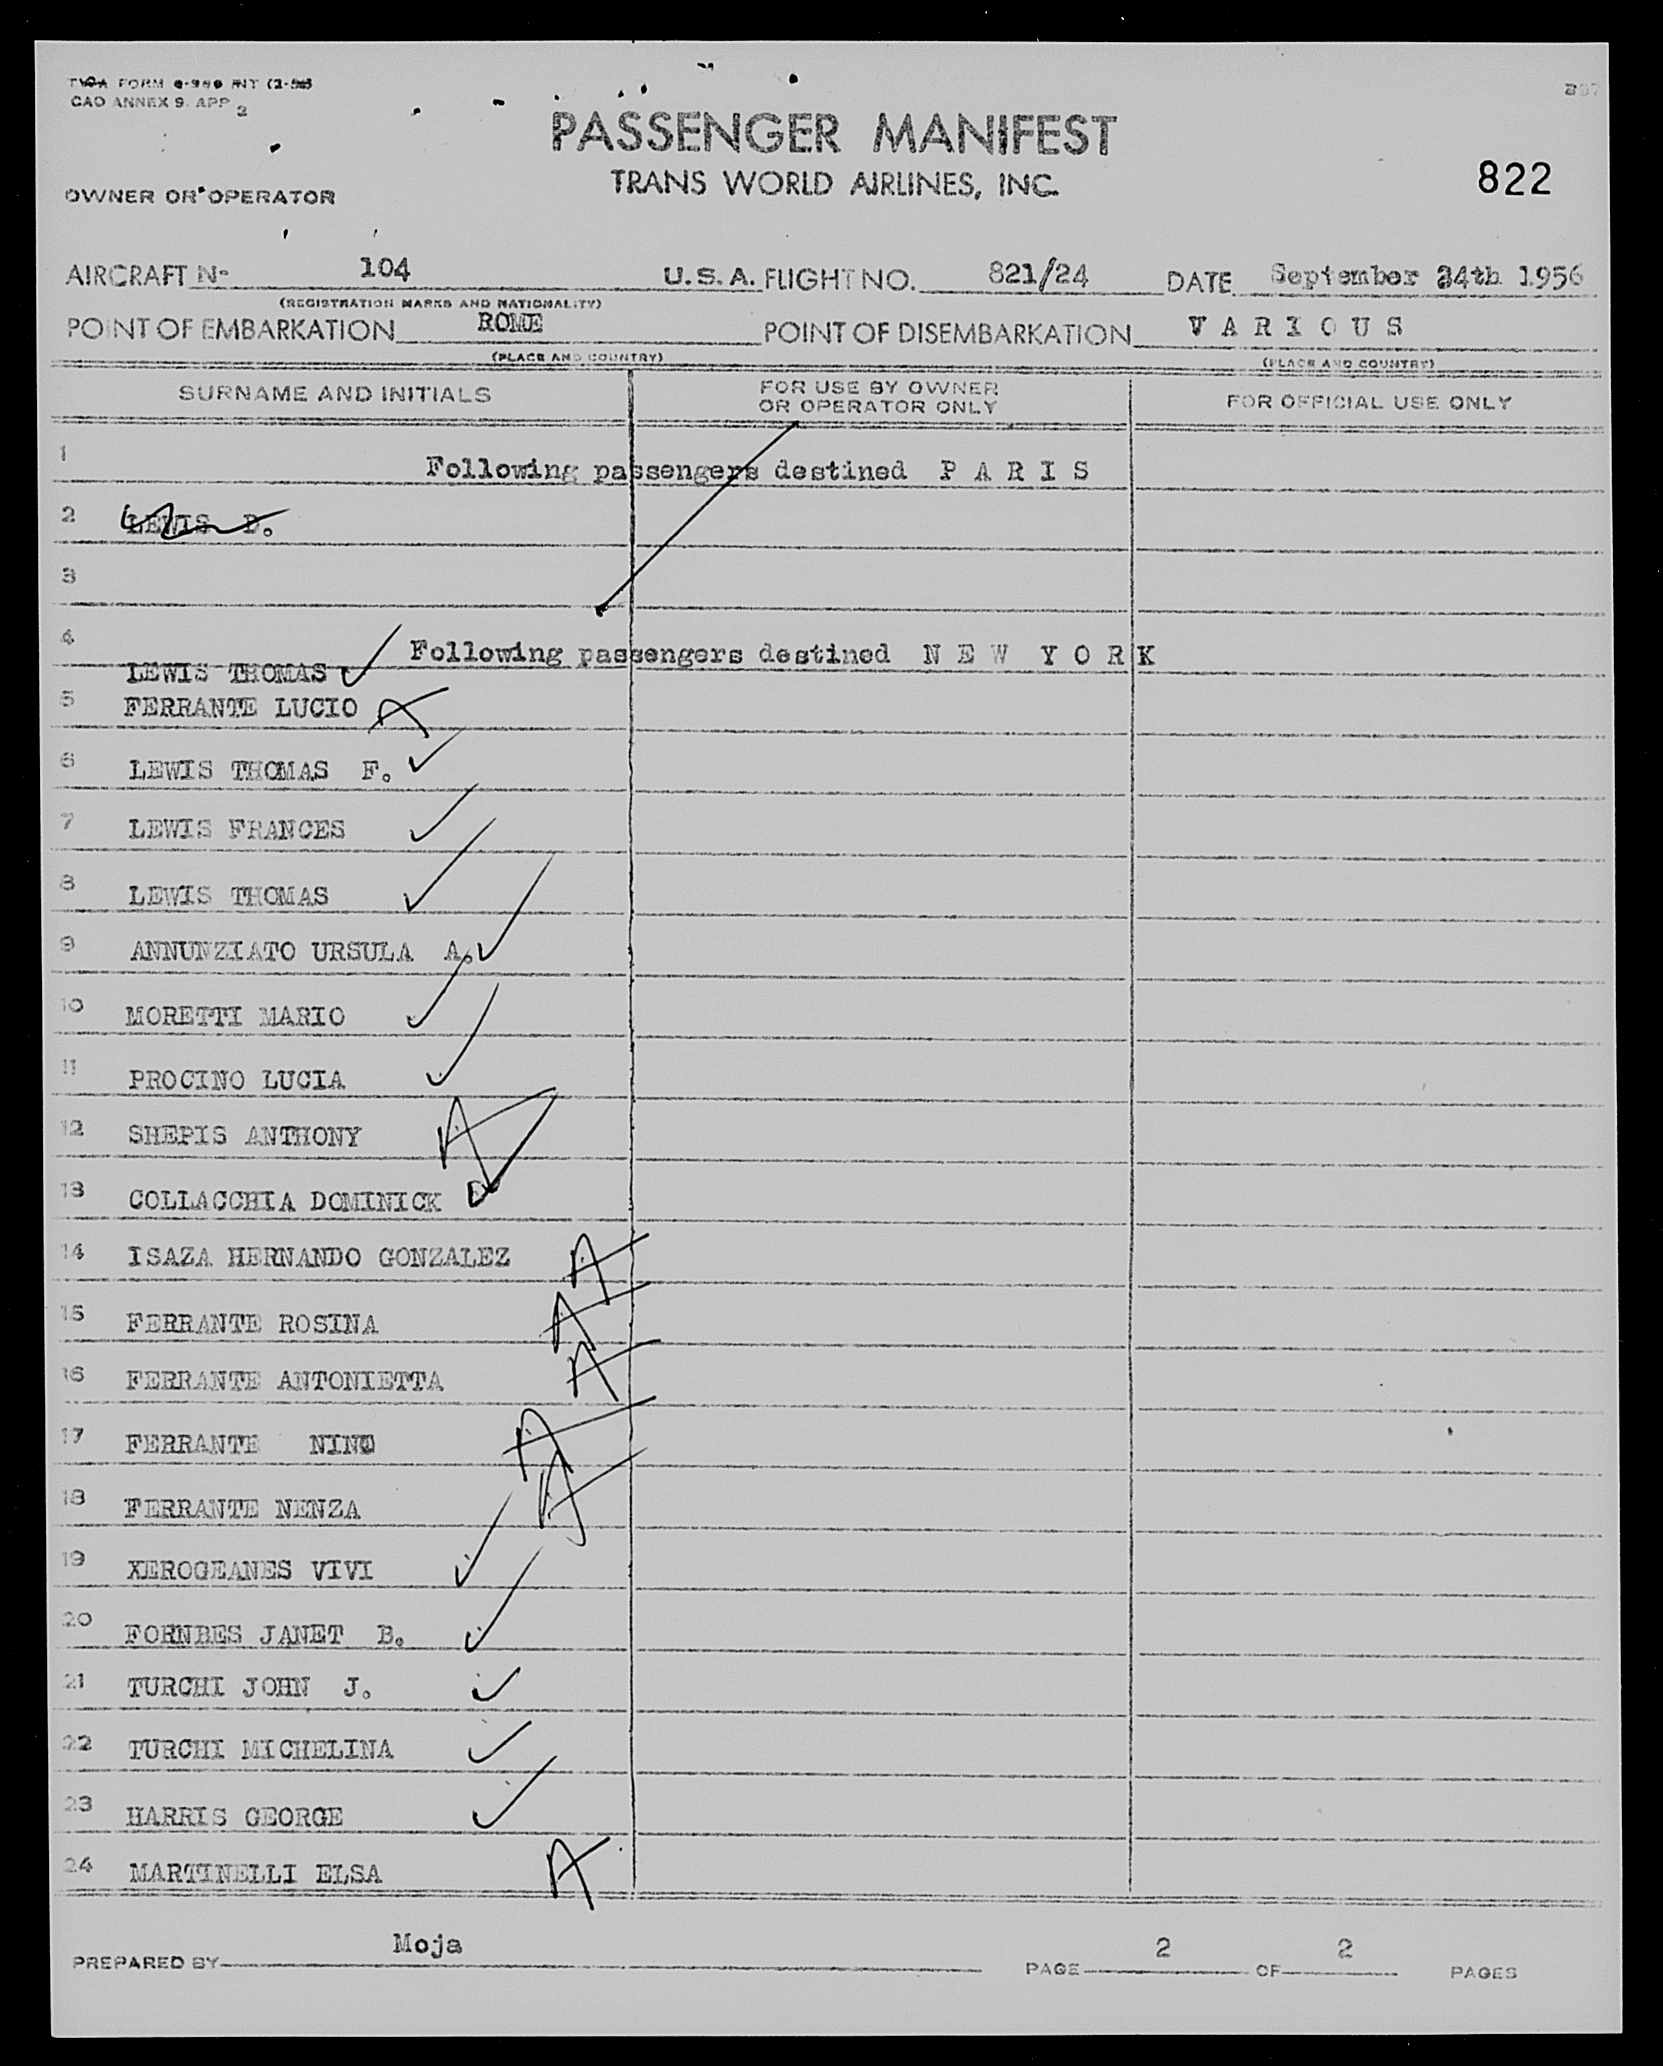 CAO ANNEX 9. APP 2
PASSENGER MANIFEST
TRANS WORLD AIRLINES, INC.
822
OWNER OR OPERATOR
AIRCRAFT No 104 U.S.A. FLIGHT NO. 821/24 DATE September 24th 1956
(REGISTRATION MARKS AND NATIONALITY)
POINT OF EMBARKATION ROME POINT OF DISEMBARKATION V A R I O U S
(PLACE AND COUNTRY) (PLACE AND COUNTRY)
SURNAME AND INITIALS FOR USE BY OWNER OR OPERATOR ONLY FOR OFFICIAL USE ONLY
1 Following passengers destined P A R I S
2 LEWIS D.
3
4 Following passengers destined N E W Y O R K
LEWIS THOMAS
5 FERRANTE LUCIO A
6 LEWIS THOMAS F.
7 LEWIS FRANCES
8 LEWIS THOMAS
9 ANNUNZIATO URSULA A.
10 MORETTI MARIO
11 PROCINO LUCIA
12 SHEPIS ANTHONY A
13 COLLACCHIA DOMINICK
14 ISAZA HERNANDO GONZALEZ A
15 FERRANTE ROSINA A
16 FERRANTE ANTONIETTA A
17 FERRANTE NINO A
18 FERRANTE NENZA A
19 XEROGEANES VIVI
20 FORNBES JANET B.
21 TURCHI JOHN J.
22 TURCHI MICHELINA
23 HARRIS GEORGE
24 MARTINELLI ELSA A
PREPARED BY Moja PAGE 2 OF 2 PAGES